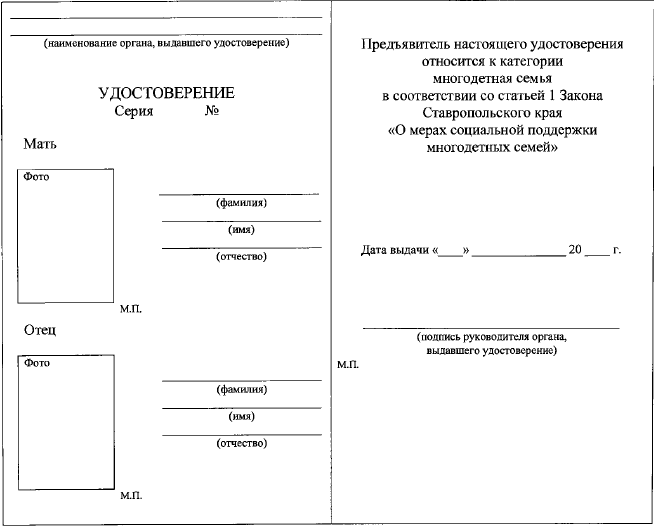 (наименование органа, выдавшего удостоверение)
УДОСТОВЕРЕНИЕ
Серия №
Мать
Фото
(фамилия)
(имя)
(отчество)
М.П.
Отец
Фото
(фамилия)
(имя)
(отчество)
М.П.
Предъявитель настоящего удостоверения
относится к категории
многодетная семья
в соответствии со статьей 1 Закона
Ставропольского края
«О мерах социальной поддержки
многодетных семей»
Дата выдачи «____» ______________ 20 ____ г.
(подпись руководителя органа,
выдавшего удостоверение)
М.П.